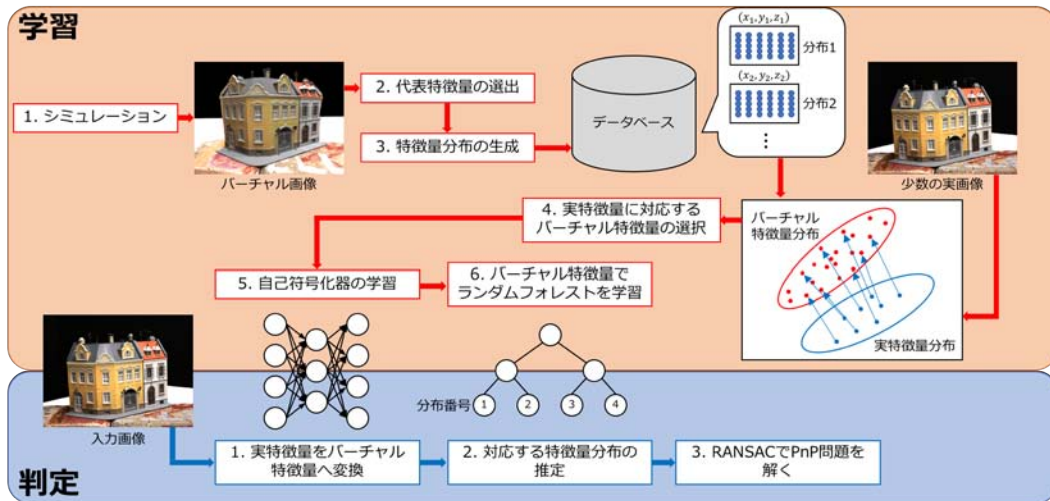 学習
1. シミュレーション
バーチャル画像
2. 代表特徴量の選出
3. 特徴量分布の生成
データベース
(x₁, y₁, z₁)
分布1
(x₂, y₂, z₂)
分布2
⋮
少数の実画像
4. 実特徴量に対応する
バーチャル特徴量の選択
バーチャル
特徴量分布
実特徴量分布
5. 自己符号化器の学習
6. バーチャル特徴量で
ランダムフォレストを学習
入力画像
分布番号
1 2 3 4
1. 実特徴量をバーチャル
特徴量へ変換
2. 対応する特徴量分布の
推定
3. RANSACでPnP問題を
解く
判定